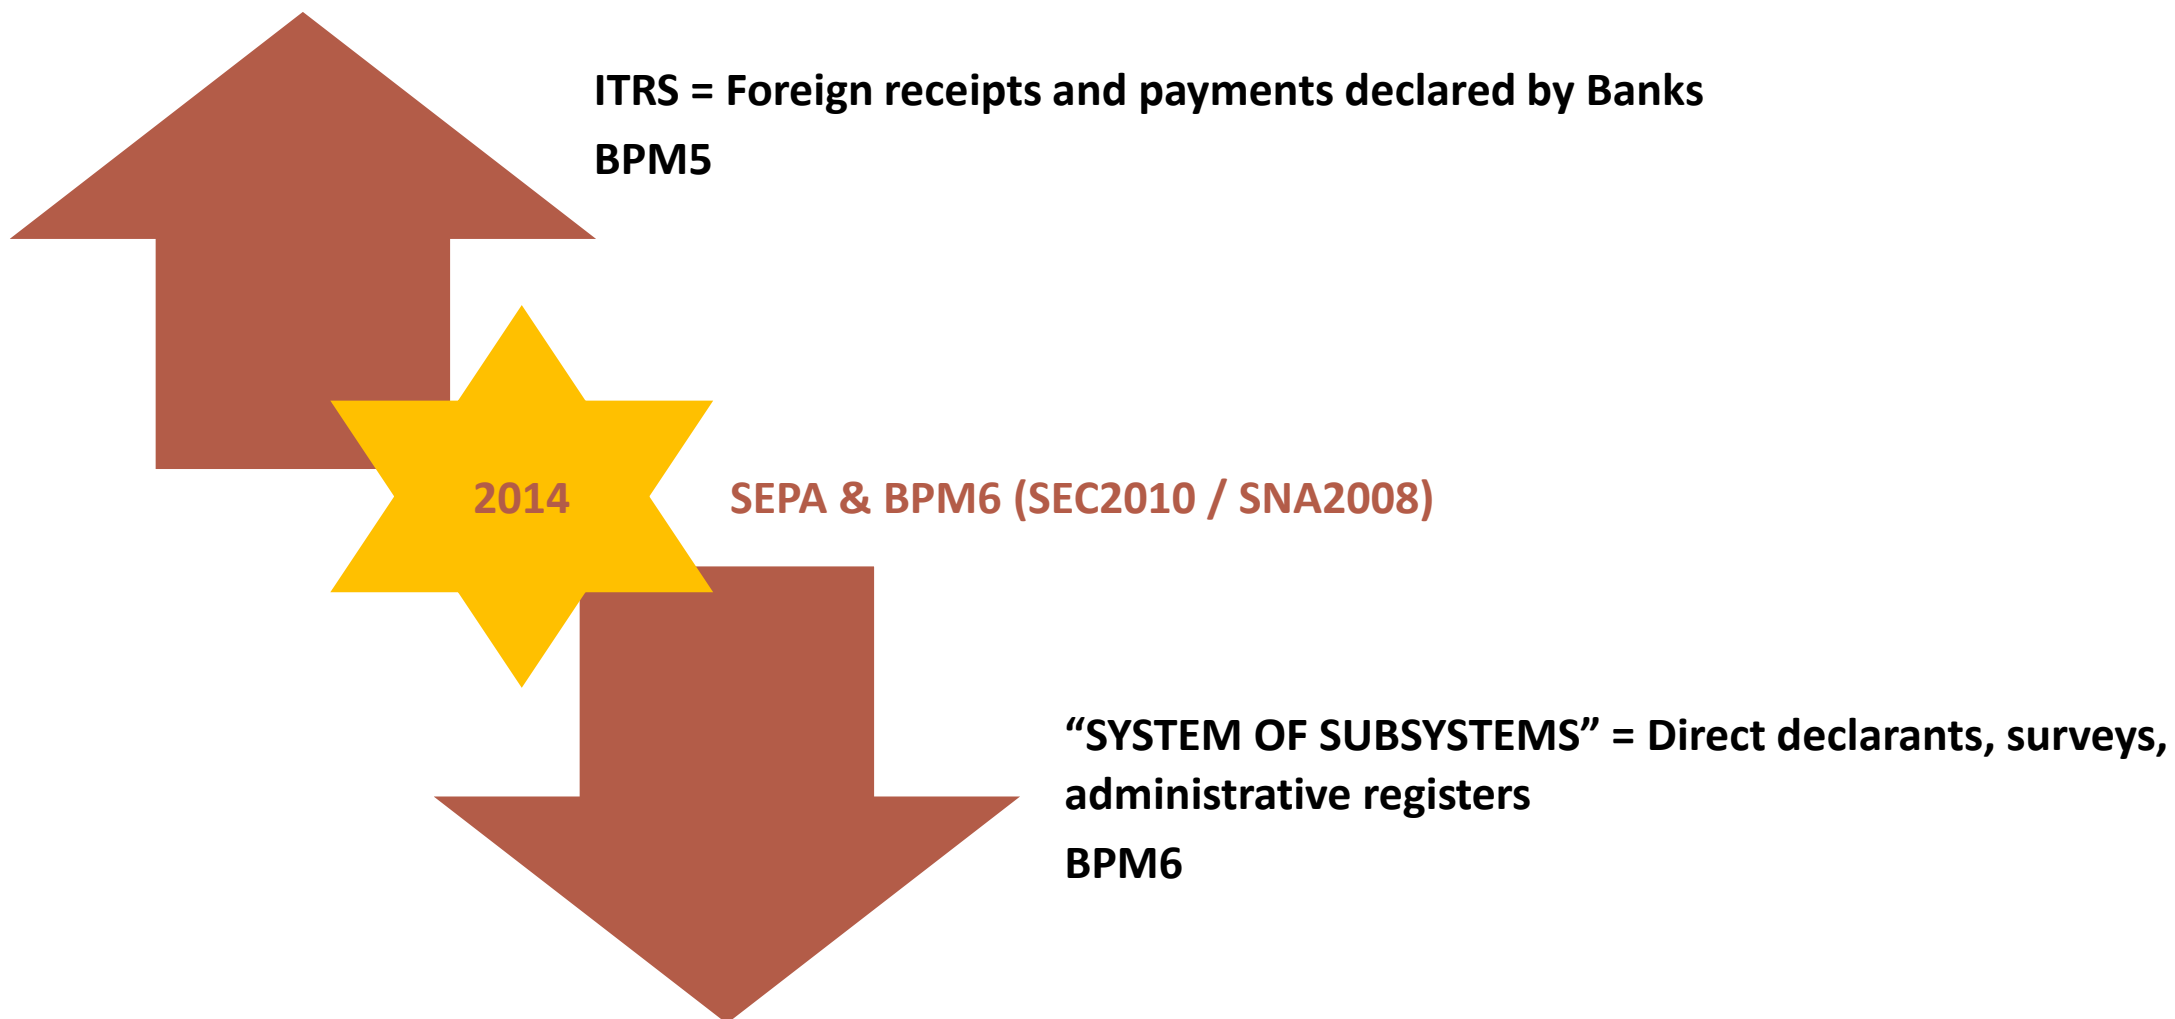 ITRS = Foreign receipts and payments declared by Banks
BPM5
2014
SEPA & BPM6 (SEC2010 / SNA2008)
“SYSTEM OF SUBSYSTEMS” = Direct declarants, surveys,
administrative registers
BPM6